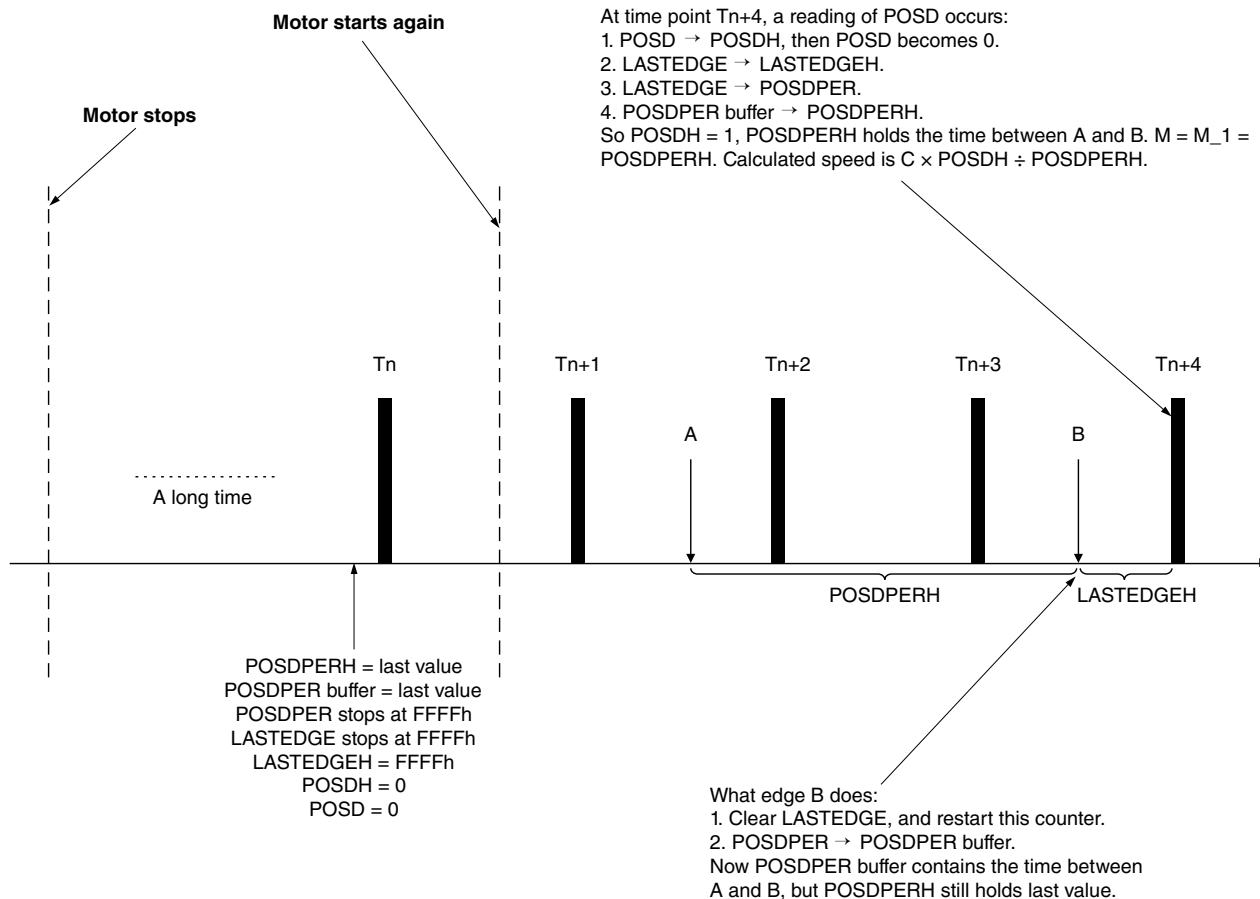 Motor starts again
Motor stops
At time point Tn+4, a reading of POSD occurs:
1. POSD → POSDH, then POSD becomes 0.
2. LASTEDGE → LASTEDGEH.
3. LASTEDGE → POSDPER.
4. POSDPER buffer → POSDPERH.
So POSDH = 1, POSDPERH holds the time between A and B. M = M_1 =
POSDPERH. Calculated speed is C × POSDH ÷ POSDPERH.
Tn
Tn+1
Tn+2
Tn+3
Tn+4
A
B
A long time
POSDPERH
LASTEDGEH
POSDPERH = last value
POSDPER buffer = last value
POSDPER stops at FFFFh
LASTEDGE stops at FFFFh
LASTEDGEH = FFFFh
POSDH = 0
POSD = 0
What edge B does:
1. Clear LASTEDGE, and restart this counter.
2. POSDPER → POSDPER buffer.
Now POSDPER buffer contains the time between
A and B, but POSDPERH still holds last value.